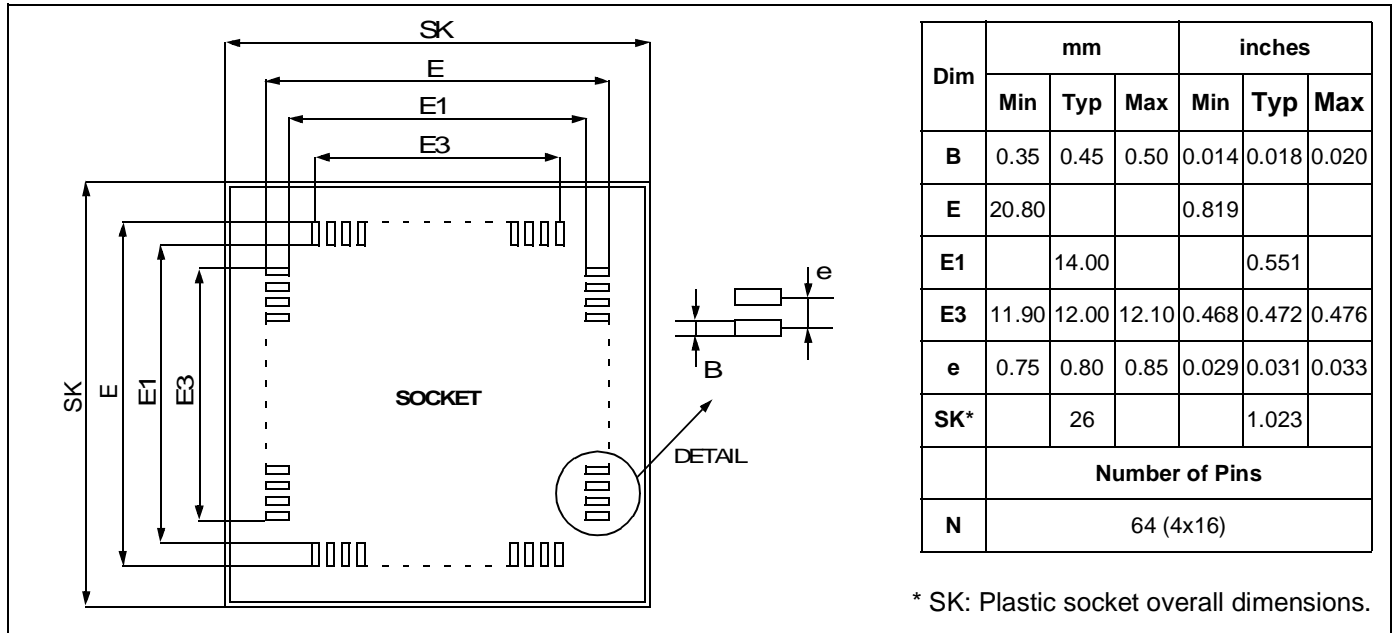 SK
E
E1
E3
SK
E
E1
E3
SOCKET
e
B
DETAIL
Dim mm inches
Min Typ Max Min Typ Max
B 0.35 0.45 0.50 0.014 0.018 0.020
E 20.80 0.819
E1 14.00 0.551
E3 11.90 12.00 12.10 0.468 0.472 0.476
e 0.75 0.80 0.85 0.029 0.031 0.033
SK* 26 1.023
Number of Pins
N 64 (4x16)
* SK: Plastic socket overall dimensions.